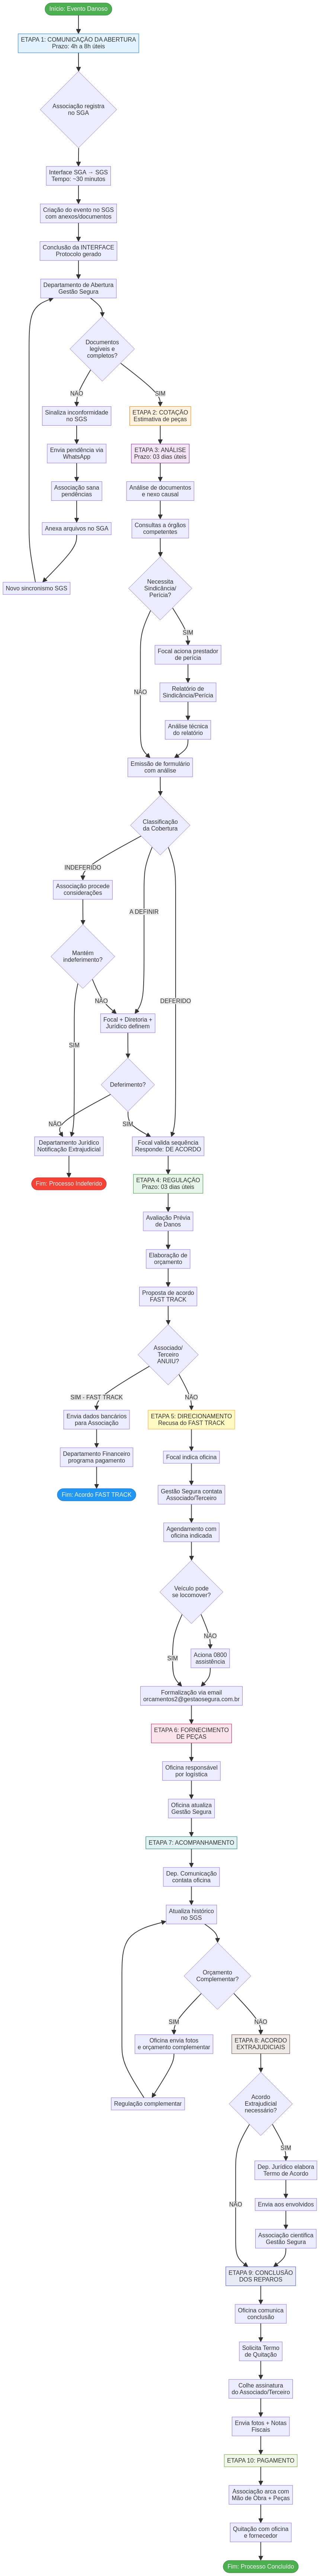 Início: Evento Danoso
ETAPA 1: COMUNICAÇÃO DA ABERTURA
Prazo: 4h a 8h úteis
Associação registra
no SGA
Interface SGA → SGS
Tempo: ~30 minutos
Criação do evento no SGS
com anexos/documentos
Conclusão da INTERFACE
Protocolo gerado
Departamento de Abertura
Gestão Segura
Documentos
legíveis e
completos?
NÃO
SIM
Sinaliza inconformidade
no SGS
ETAPA 2: COTAÇÃO
Estimativa de peças
Envia pendência via
WhatsApp
ETAPA 3: ANÁLISE
Prazo: 03 dias úteis
Associação sana
pendências
Análise de documentos
e nexo causal
Anexa arquivos no SGA
Consultas a órgãos
competentes
Novo sincronismo SGS
Necessita
Sindicância/
Perícia?
SIM
Focal aciona prestador
de perícia
NÃO
Relatório de
Sindicância/Perícia
Análise técnica
do relatório
Emissão de formulário
com análise
Classificação
da Cobertura
INDEFERIDO
Associação procede
considerações
A DEFINIR
Mantém
indeferimento?
DEFERIDO
NÃO
Focal + Diretoria +
Jurídico definem
SIM
Deferimento?
NÃO
SIM
Departamento Jurídico
Notificação Extrajudicial
Focal valida sequência
Responde: DE ACORDO
Fim: Processo Indeferido
ETAPA 4: REGULAÇÃO
Prazo: 03 dias úteis
Avaliação Prévia
de Danos
Elaboração de
orçamento
Proposta de acordo
FAST TRACK
Associado/
Terceiro
ANUIU?
SIM - FAST TRACK
NÃO
Envia dados bancários
para Associação
ETAPA 5: DIRECIONAMENTO
Recusa do FAST TRACK
Departamento Financeiro
programa pagamento
Focal indica oficina
Fim: Acordo FAST TRACK
Gestão Segura contata
Associado/Terceiro
Agendamento com
oficina indicada
Veículo pode
se locomover?
NÃO
SIM
Aciona 0800
assistência
Formalização via email
orcamentos2@gestaosegura.com.br
ETAPA 6: FORNECIMENTO
DE PEÇAS
Oficina responsável
por logística
Oficina atualiza
Gestão Segura
ETAPA 7: ACOMPANHAMENTO
Dep. Comunicação
contata oficina
Atualiza histórico
no SGS
Orçamento
Complementar?
SIM
NÃO
Oficina envia fotos
e orçamento complementar
ETAPA 8: ACORDO
EXTRAJUDICIAIS
Regulação complementar
Acordo
Extrajudicial
necessário?
SIM
Dep. Jurídico elabora
Termo de Acordo
NÃO
Envia aos envolvidos
Associação cientifica
Gestão Segura
ETAPA 9: CONCLUSÃO
DOS REPAROS
Oficina comunica
conclusão
Solicita Termo
de Quitação
Colhe assinatura
do Associado/Terceiro
Envia fotos + Notas
Fiscais
ETAPA 10: PAGAMENTO
Associação arca com
Mão de Obra + Peças
Quitação com oficina
e fornecedor
Fim: Processo Concluído